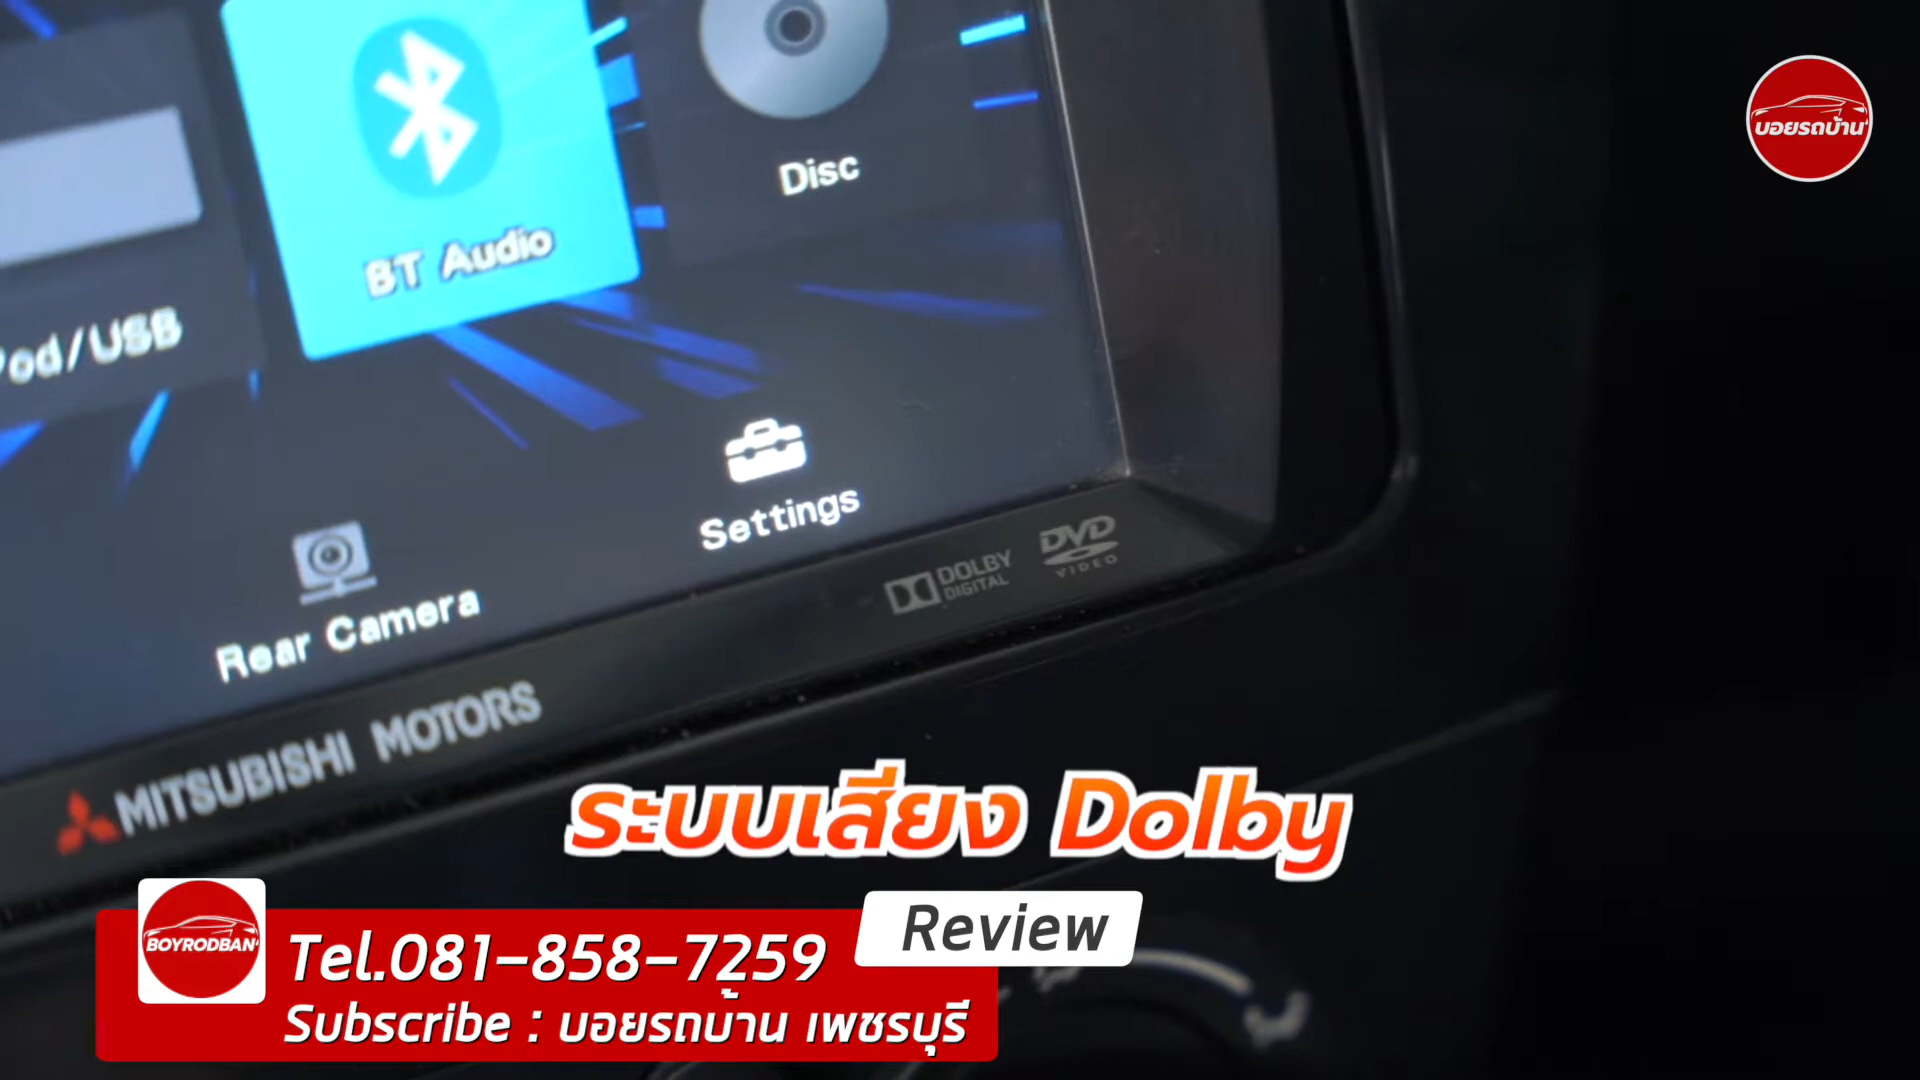 บอยรถบ้าน
Disc
BT Audio
Pod/USB
Settings
Rear Camera
DOLBY
DIGITAL
DVD
VIDEO
MITSUBISHI MOTORS
ระบบเสียง Dolby
Review
BOYRODBAN
Tel.081-858-7259
Subscribe : บอยรถบ้าน เพชรบุรี